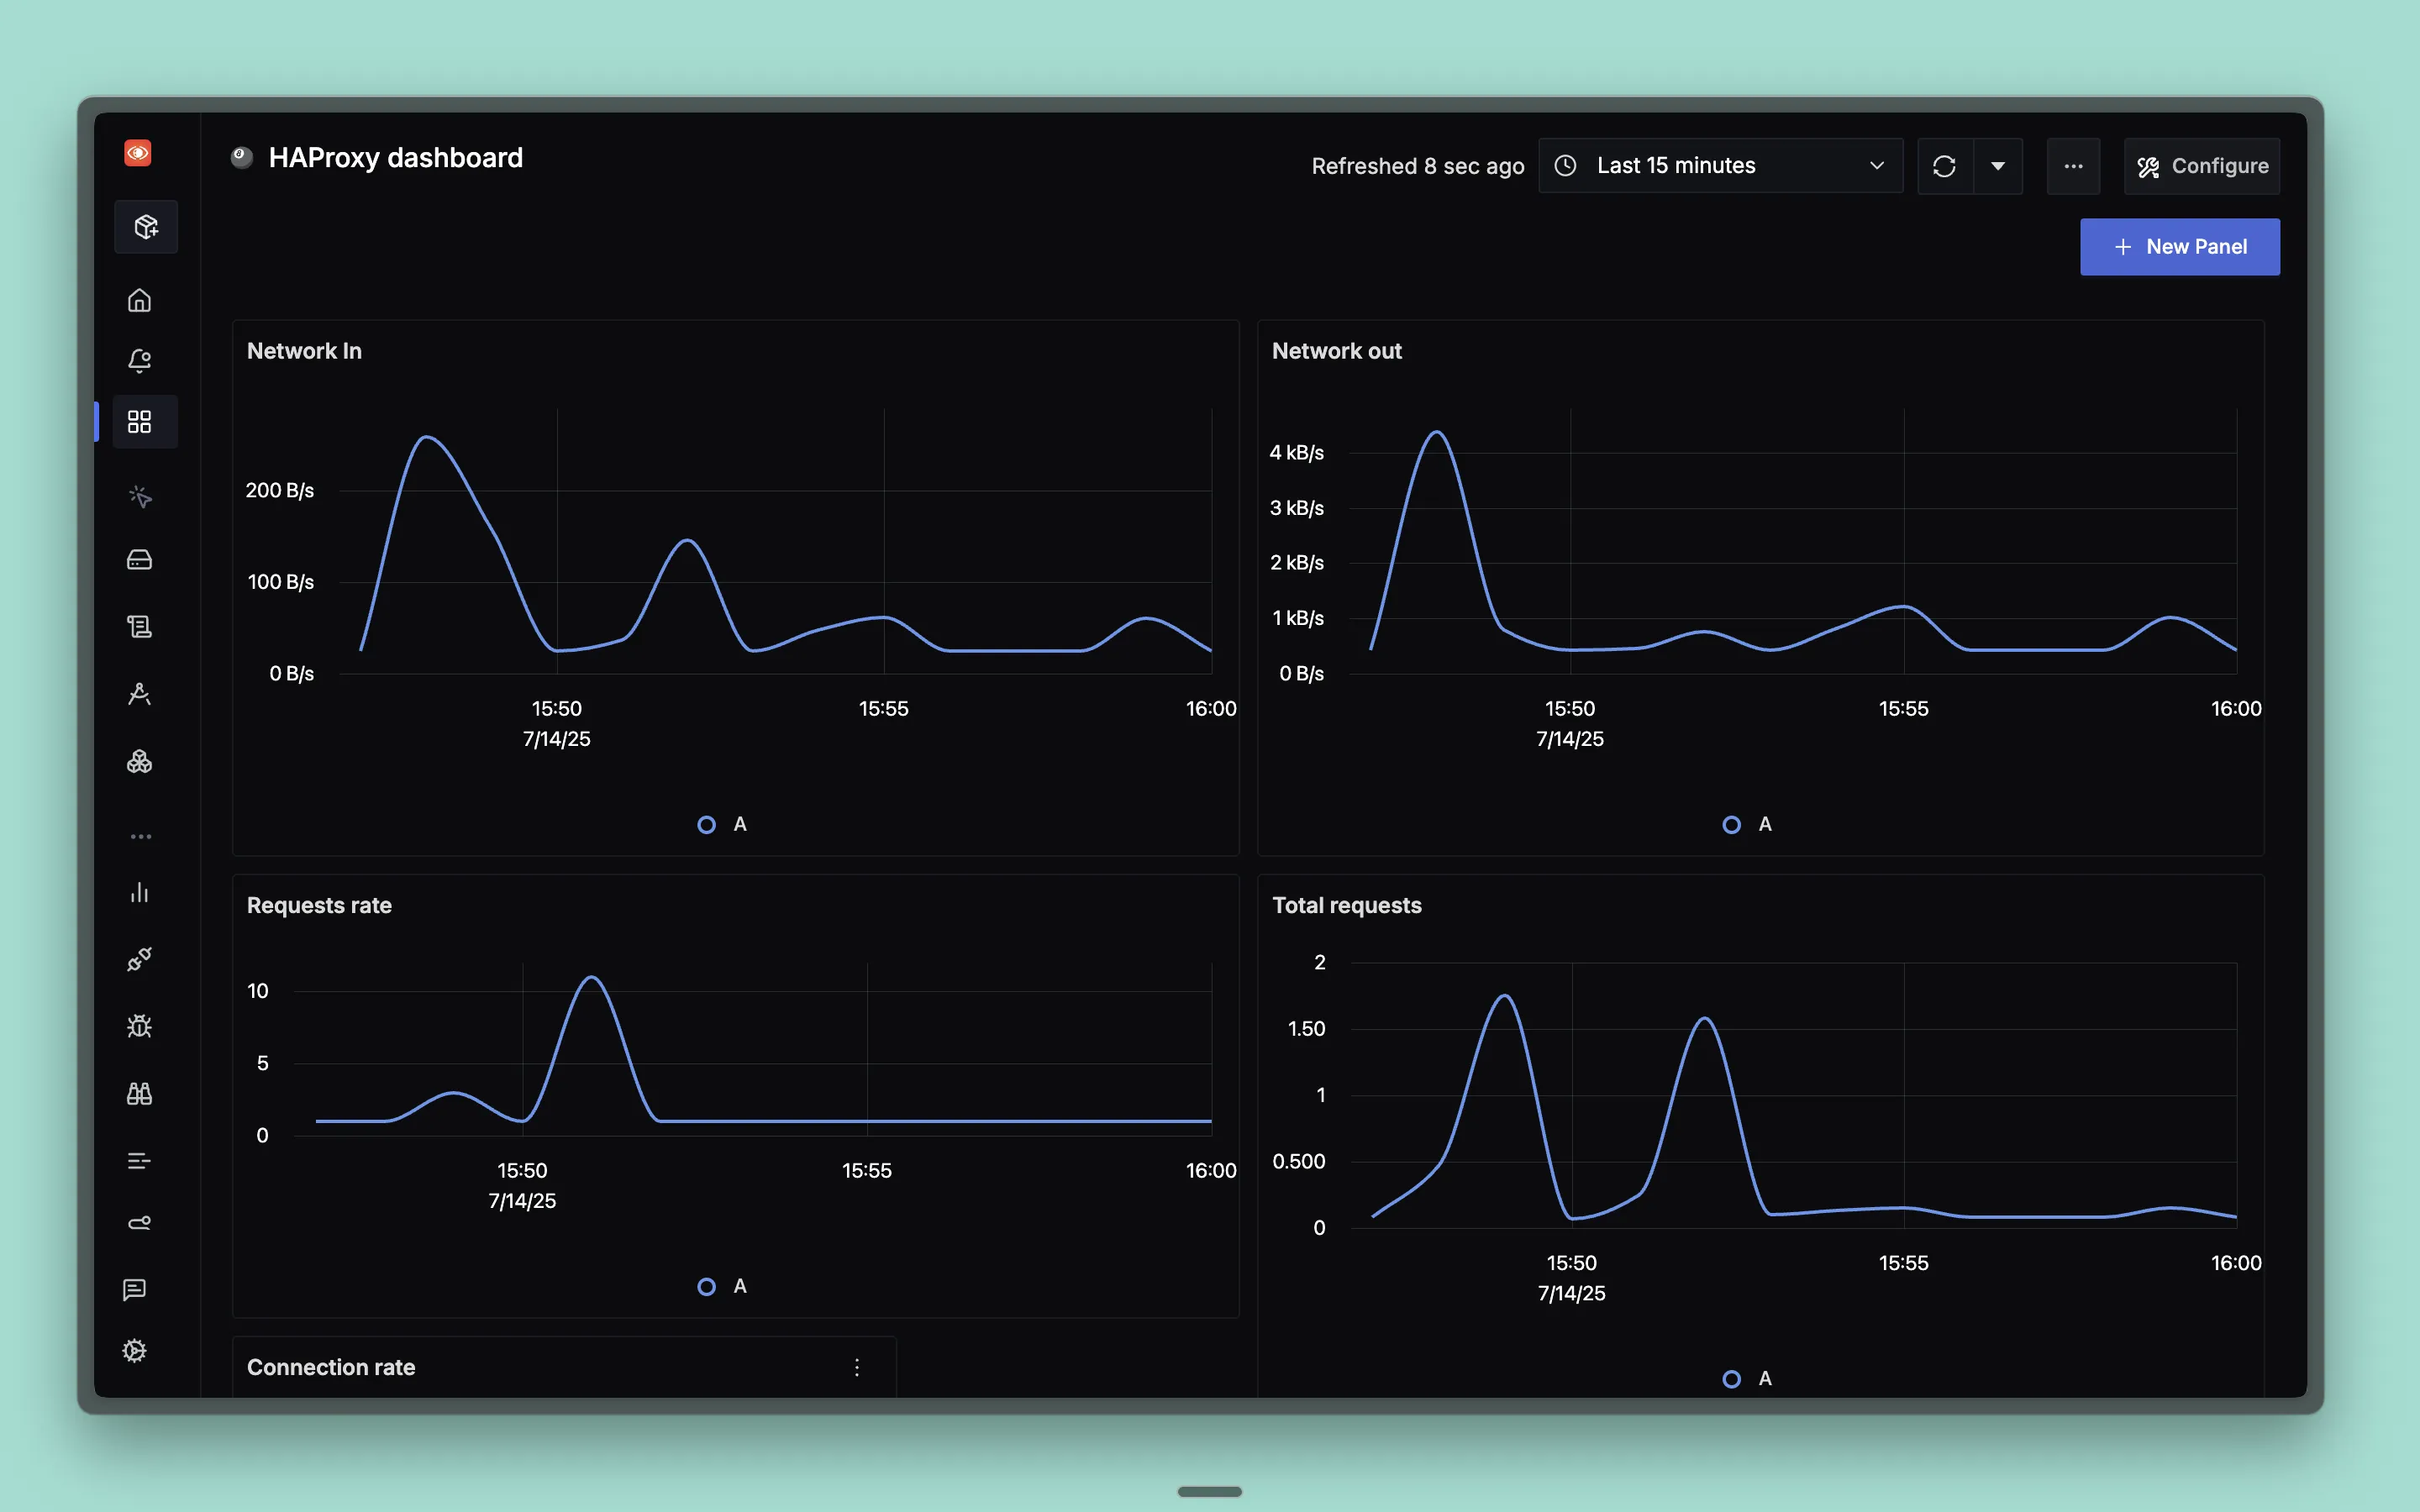 HAProxy dashboard
Refreshed 8 sec ago
Last 15 minutes
Configure
New Panel
Network In
200 B/s
100 B/s
0 B/s
15:50
15:55
16:00
7/14/25
A
Network out
4 kB/s
3 kB/s
2 kB/s
1 kB/s
0 B/s
15:50
15:55
16:00
7/14/25
A
Requests rate
10
5
0
15:50
15:55
16:00
7/14/25
A
Total requests
2
1.50
1
0.500
0
15:50
15:55
16:00
7/14/25
A
Connection rate